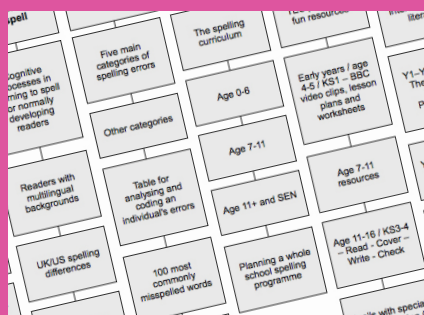 spell
processes in
learning to spell
for normally
developing
readers
Readers with
multilingual
backgrounds
UK/US spelling
differences
Five main
categories of
spelling errors
Other categories
Table for
analysing and
coding an
individual's errors
100 most
commonly
misspelled words
The spelling
curriculum
Age 0-6
Age 7-11
Age 11+ and SEN
Planning a whole
school spelling
programme
fun resources
Early years / age
4-5 / KS1 – BBC
video clips, lesson
plans and
worksheets
Age 7-11
resources
Age 11-16 / KS3-4
– Read - Cover –
Write - Check
with special